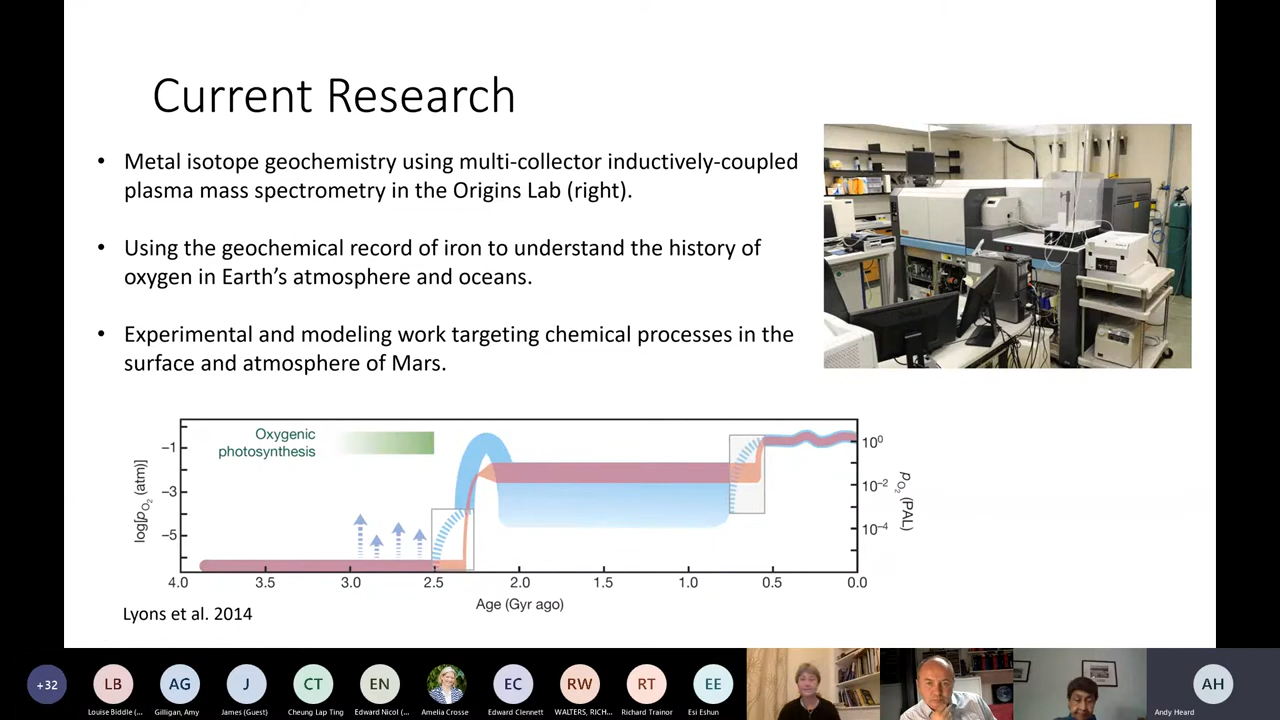 Current Research
• Metal isotope geochemistry using multi-collector inductively-coupled
plasma mass spectrometry in the Origins Lab (right).
• Using the geochemical record of iron to understand the history of
oxygen in Earth's atmosphere and oceans.
• Experimental and modeling work targeting chemical processes in the
surface and atmosphere of Mars.
Oxygenic
photosynthesis
log[pO2 (atm)]
−1
−3
−5
10^0
10^−2
10^−4
pO2 (PAL)
4.0 3.5 3.0 2.5 2.0 1.5 1.0 0.5 0.0
Age (Gyr ago)
Lyons et al. 2014
+32 LB AG J CT EN EC RW RT EE AH
Louise Biddle (... Gilligan, Amy James (Guest) Cheung Lap Ting Edward Nicol (... Amelia Crosse Edward Clennett WALTERS, RICH... Richard Trainor Esi Eshun Andy Heard